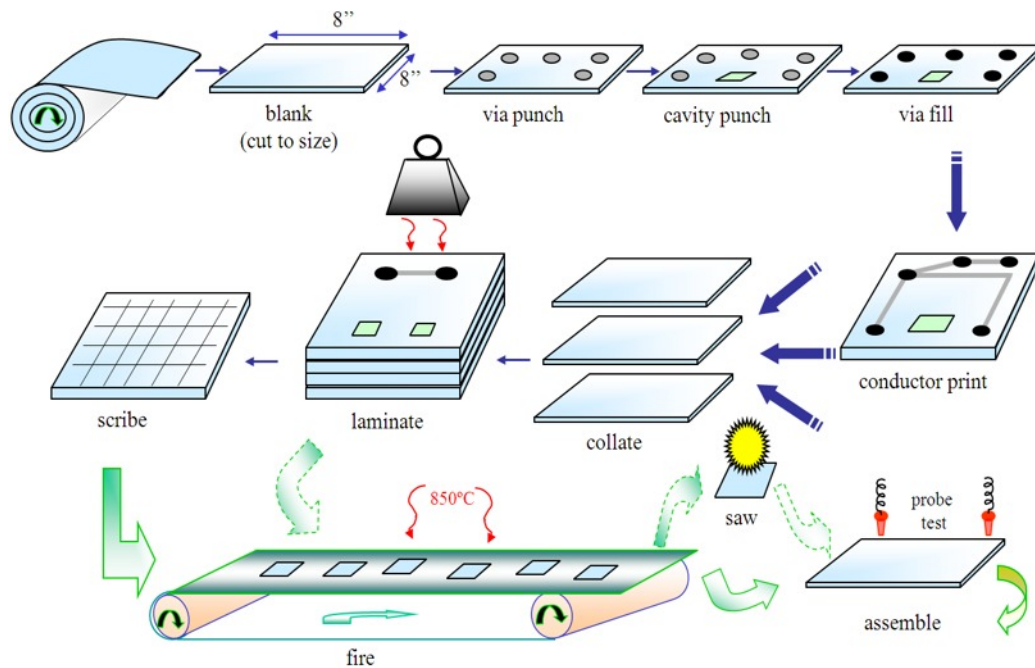 8”
8”
blank
(cut to size)
via punch
cavity punch
via fill
scribe
laminate
collate
conductor print
850ºC
saw
probe
test
fire
assemble